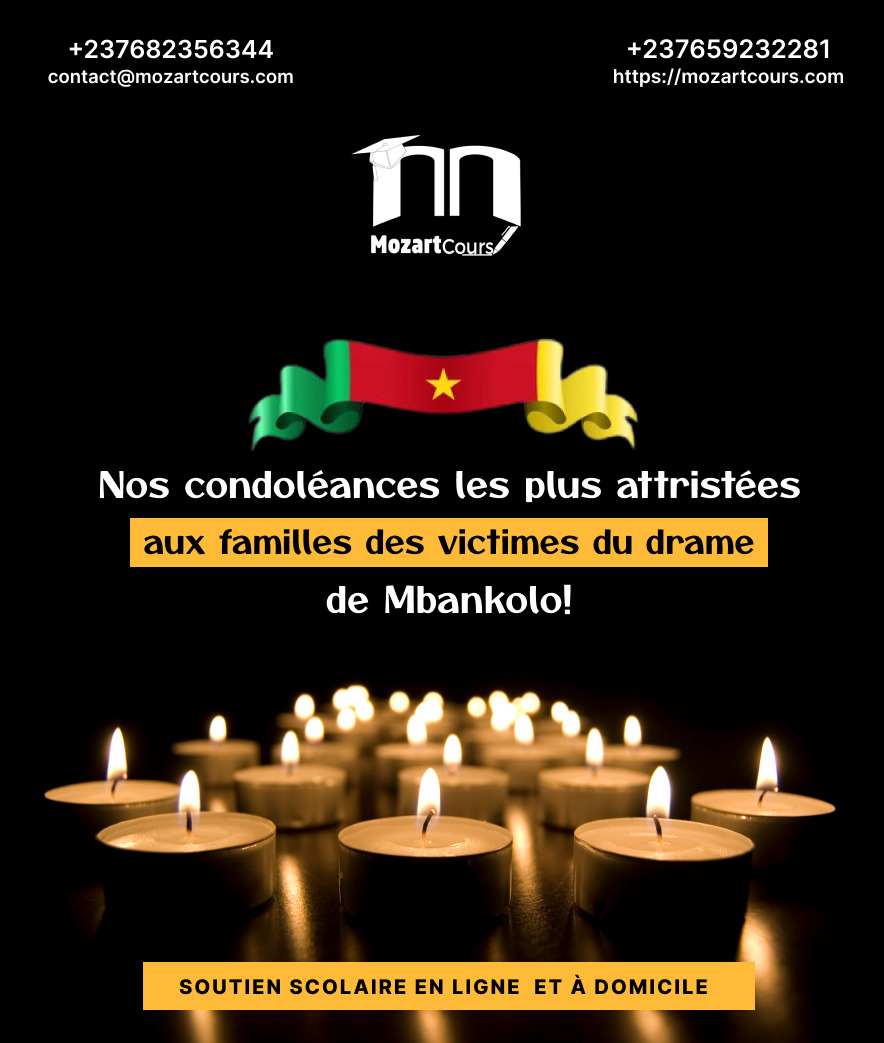 +237682356344
contact@mozartcours.com
+237659232281
https://mozartcours.com
MozartCours
Nos condoléances les plus attristées
aux familles des victimes du drame
de Mbankolo!
SOUTIEN SCOLAIRE EN LIGNE ET À DOMICILE